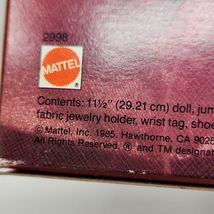 2998
MATTEL
Contents: 11½" (29.21 cm) doll, jum
fabric jewelry holder, wrist tag, shoe
© Mattel, Inc. 1985. Hawthorne, CA 9025
All Rights Reserved. ® and TM designat